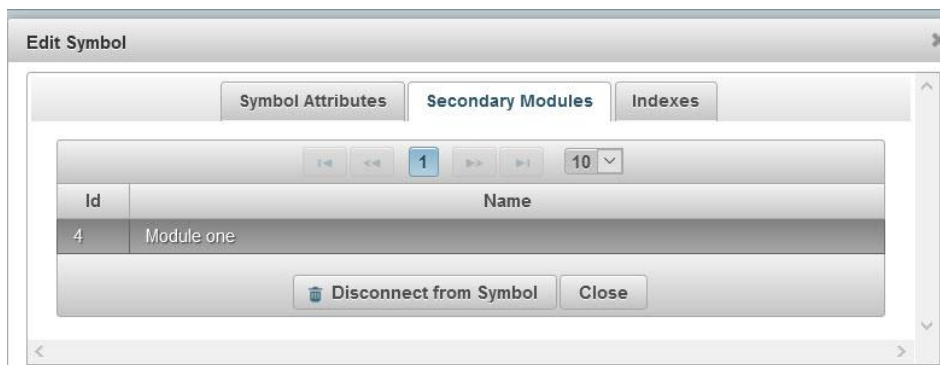 Edit Symbol
Symbol Attributes Secondary Modules Indexes
1 10
Id Name
4 Module one
Disconnect from Symbol Close